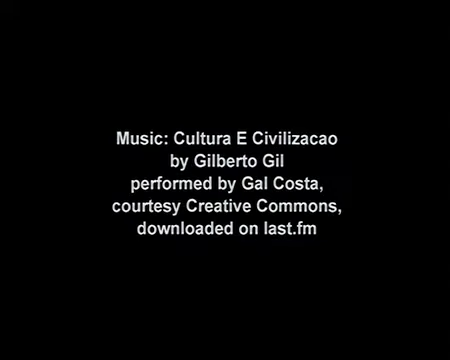 Music: Cultura E Civilizacao
by Gilberto Gil
performed by Gal Costa,
courtesy Creative Commons,
downloaded on last.fm